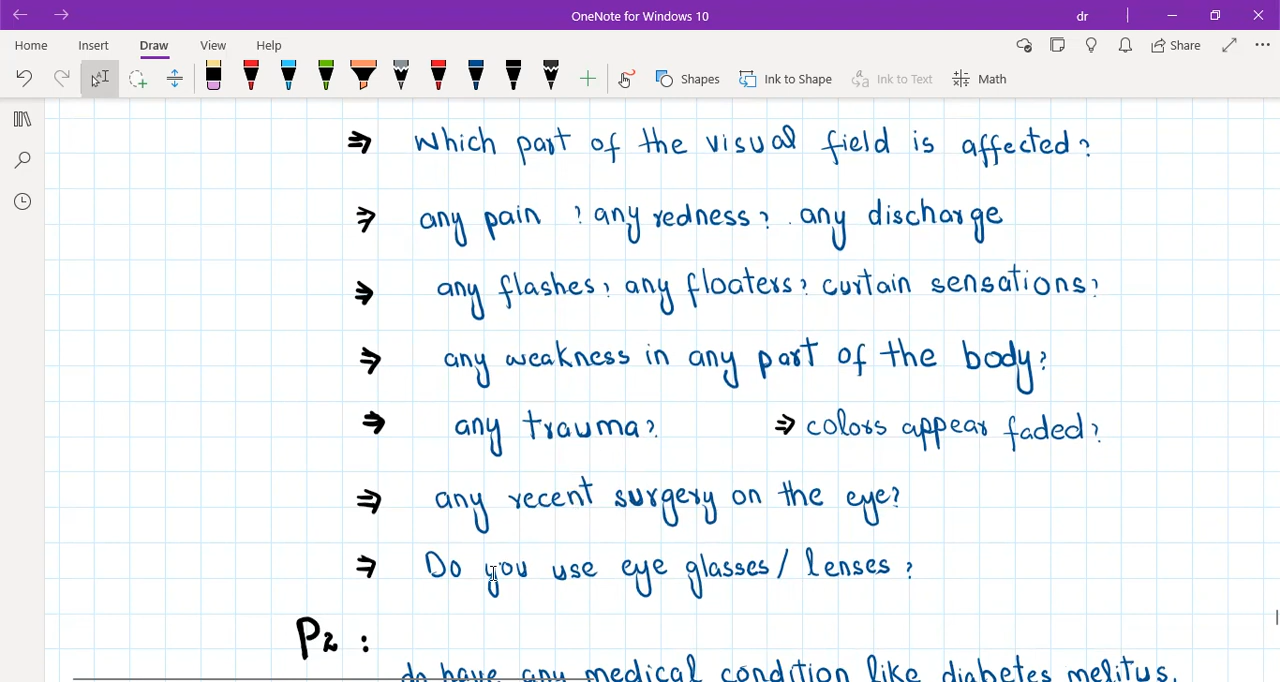 OneNote for Windows 10
dr
Home Insert Draw View Help
Share
Shapes Ink to Shape Ink to Text Math
⇒ Which part of the visual field is affected?
⇒ any pain ? any redness? . any discharge
⇒ any flashes? any floaters? curtain sensations?
⇒ any weakness in any part of the body?
⇒ any trauma? ⇒ colors appear faded?
⇒ any recent surgery on the eye?
⇒ Do you use eye glasses / lenses ?
P2 :
do have any medical condition like diabetes melitus,